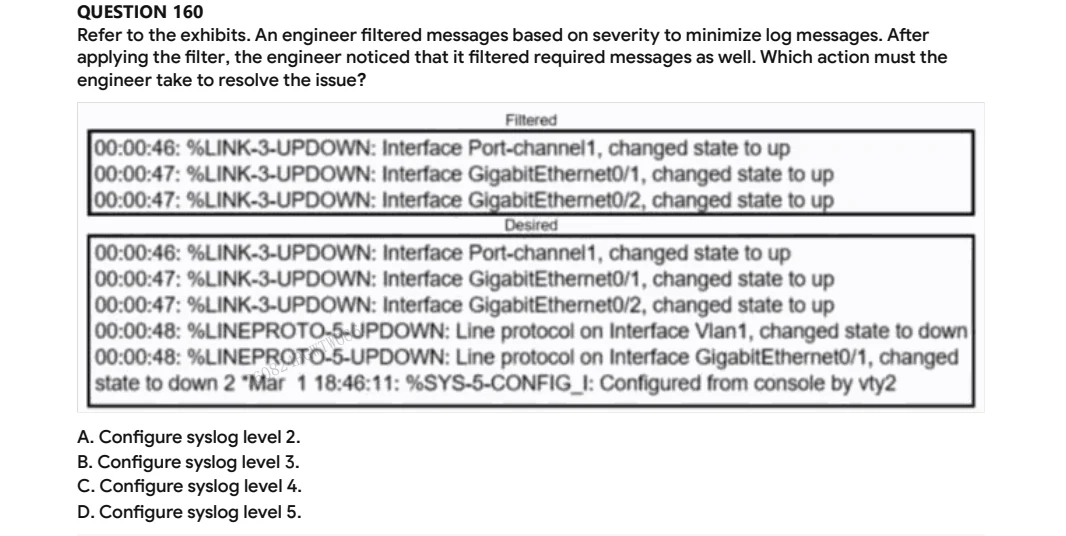 QUESTION 160
Refer to the exhibits. An engineer filtered messages based on severity to minimize log messages. After
applying the filter, the engineer noticed that it filtered required messages as well. Which action must the
engineer take to resolve the issue?
Filtered
00:00:46: %LINK-3-UPDOWN: Interface Port-channel1, changed state to up
00:00:47: %LINK-3-UPDOWN: Interface GigabitEthernet0/1, changed state to up
00:00:47: %LINK-3-UPDOWN: Interface GigabitEthernet0/2, changed state to up
Desired
00:00:46: %LINK-3-UPDOWN: Interface Port-channel1, changed state to up
00:00:47: %LINK-3-UPDOWN: Interface GigabitEthernet0/1, changed state to up
00:00:47: %LINK-3-UPDOWN: Interface GigabitEthernet0/2, changed state to up
00:00:48: %LINEPROTO-5-UPDOWN: Line protocol on Interface Vlan1, changed state to down
00:00:48: %LINEPROTO-5-UPDOWN: Line protocol on Interface GigabitEthernet0/1, changed
state to down 2 *Mar 1 18:46:11: %SYS-5-CONFIG_I: Configured from console by vty2
A. Configure syslog level 2.
B. Configure syslog level 3.
C. Configure syslog level 4.
D. Configure syslog level 5.